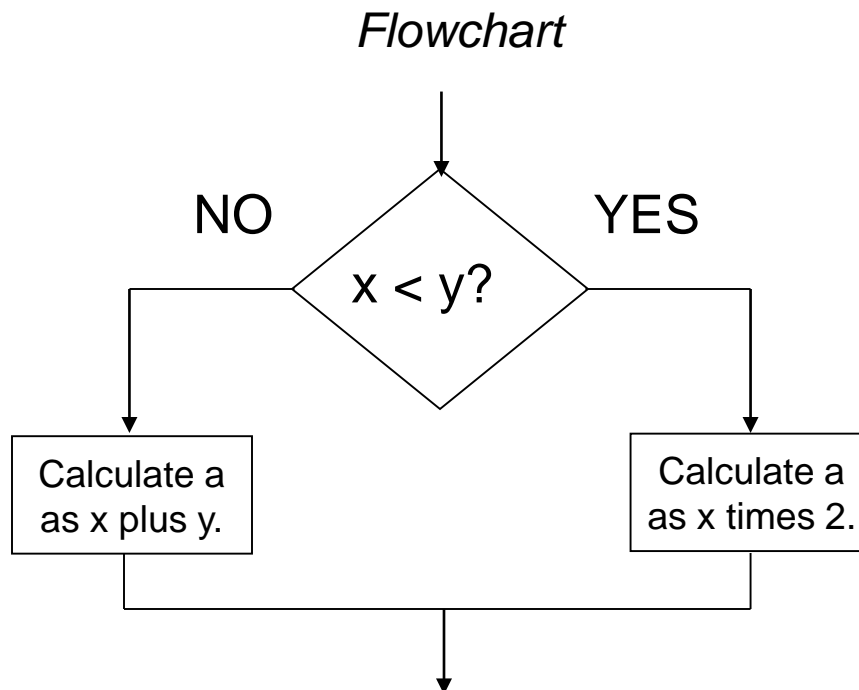 Flowchart
NO
YES
x < y?
Calculate a
as x plus y.
Calculate a
as x times 2.